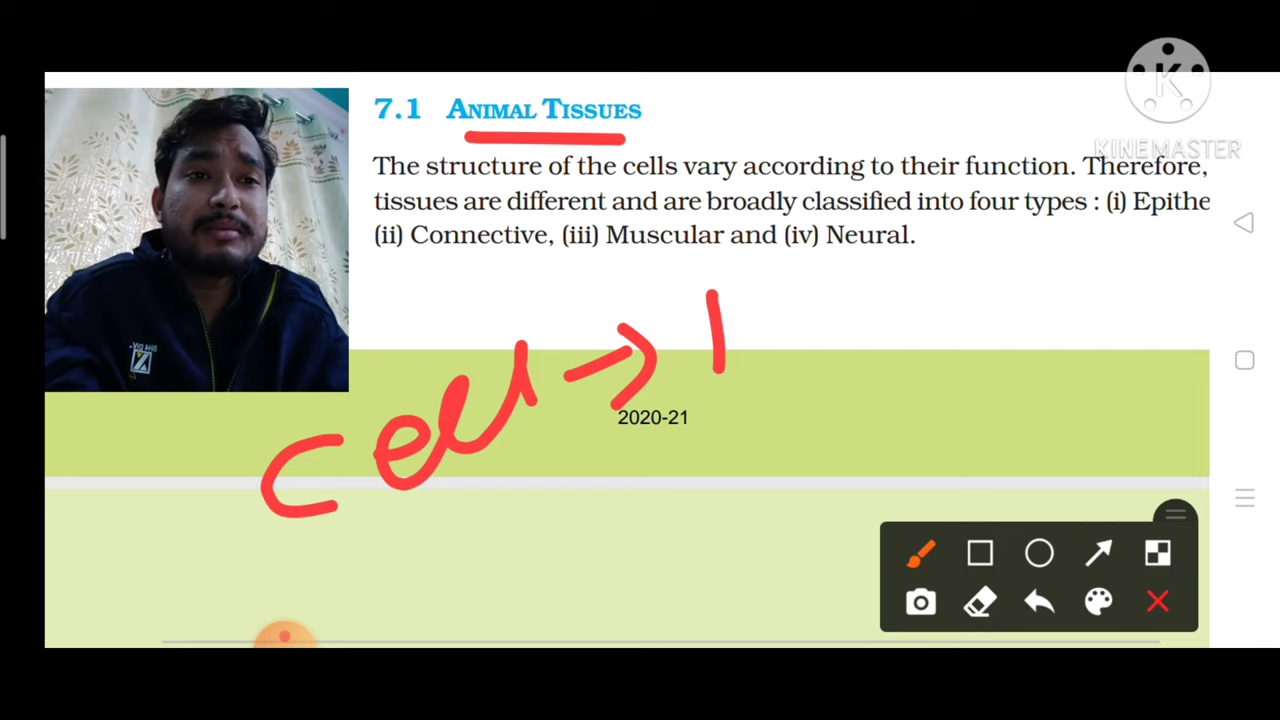 7.1 ANIMAL TISSUES
The structure of the cells vary according to their function. Therefore,
tissues are different and are broadly classified into four types : (i) Epithe
(ii) Connective, (iii) Muscular and (iv) Neural.
KINEMASTER
cell → 1
2020-21